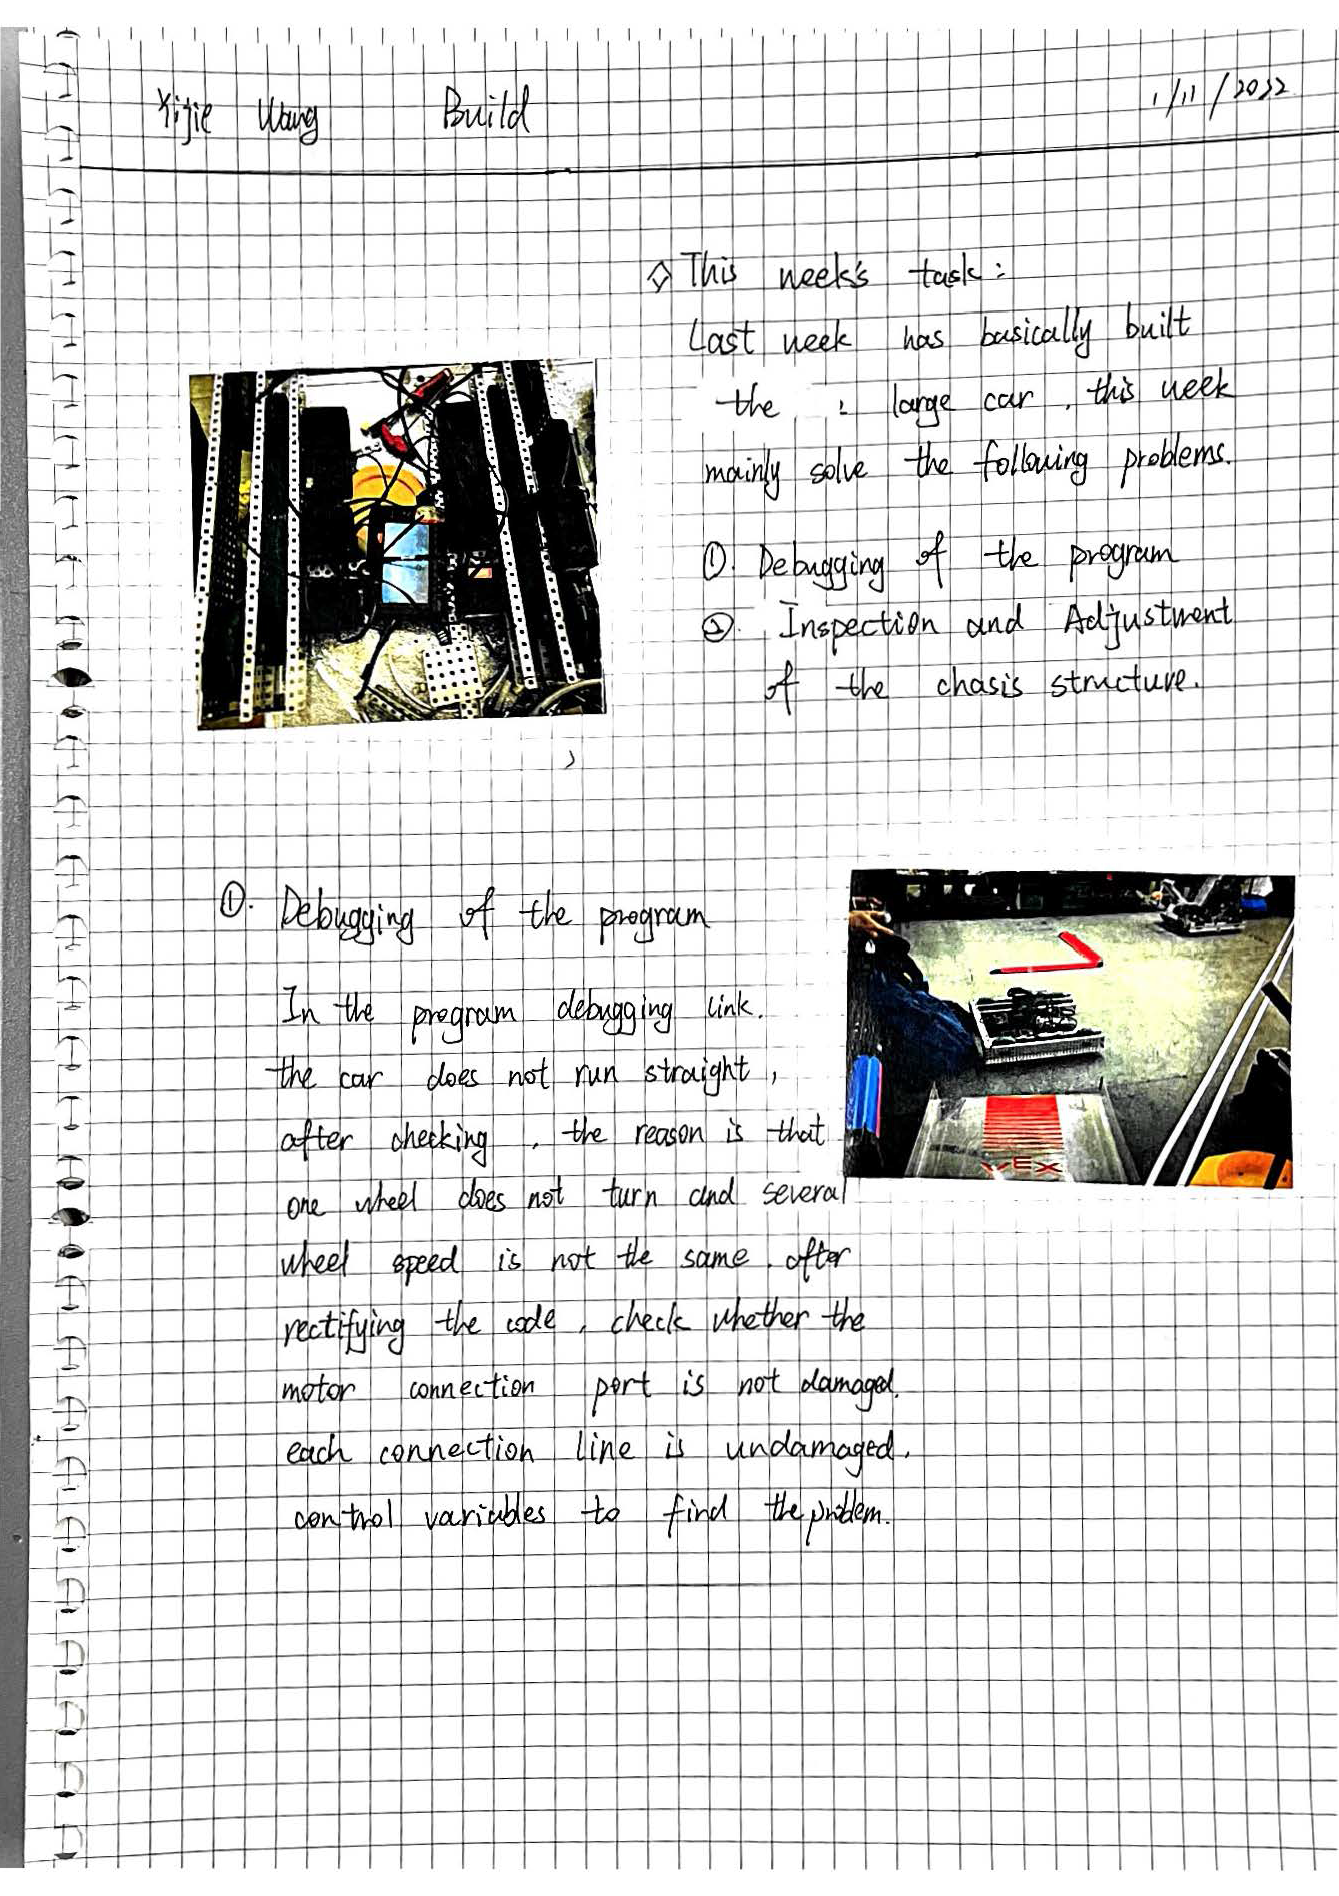 Yijie Wang Build 1/11/2022
◇ This week's task:
Last week has basically built
the : large car, this week
mainly solve the following problems.
①. Debugging of the program
②. Inspection and Adjustment
of the chasis structure.
①. Debugging of the program
In the program debugging link.
the car does not run straight,
after checking, the reason is that
one wheel does not turn and several
wheel speed is not the same. after
rectifying the code, check whether the
motor connection port is not damaged.
each connection line is undamaged.
control variables to find the problem.
VEX